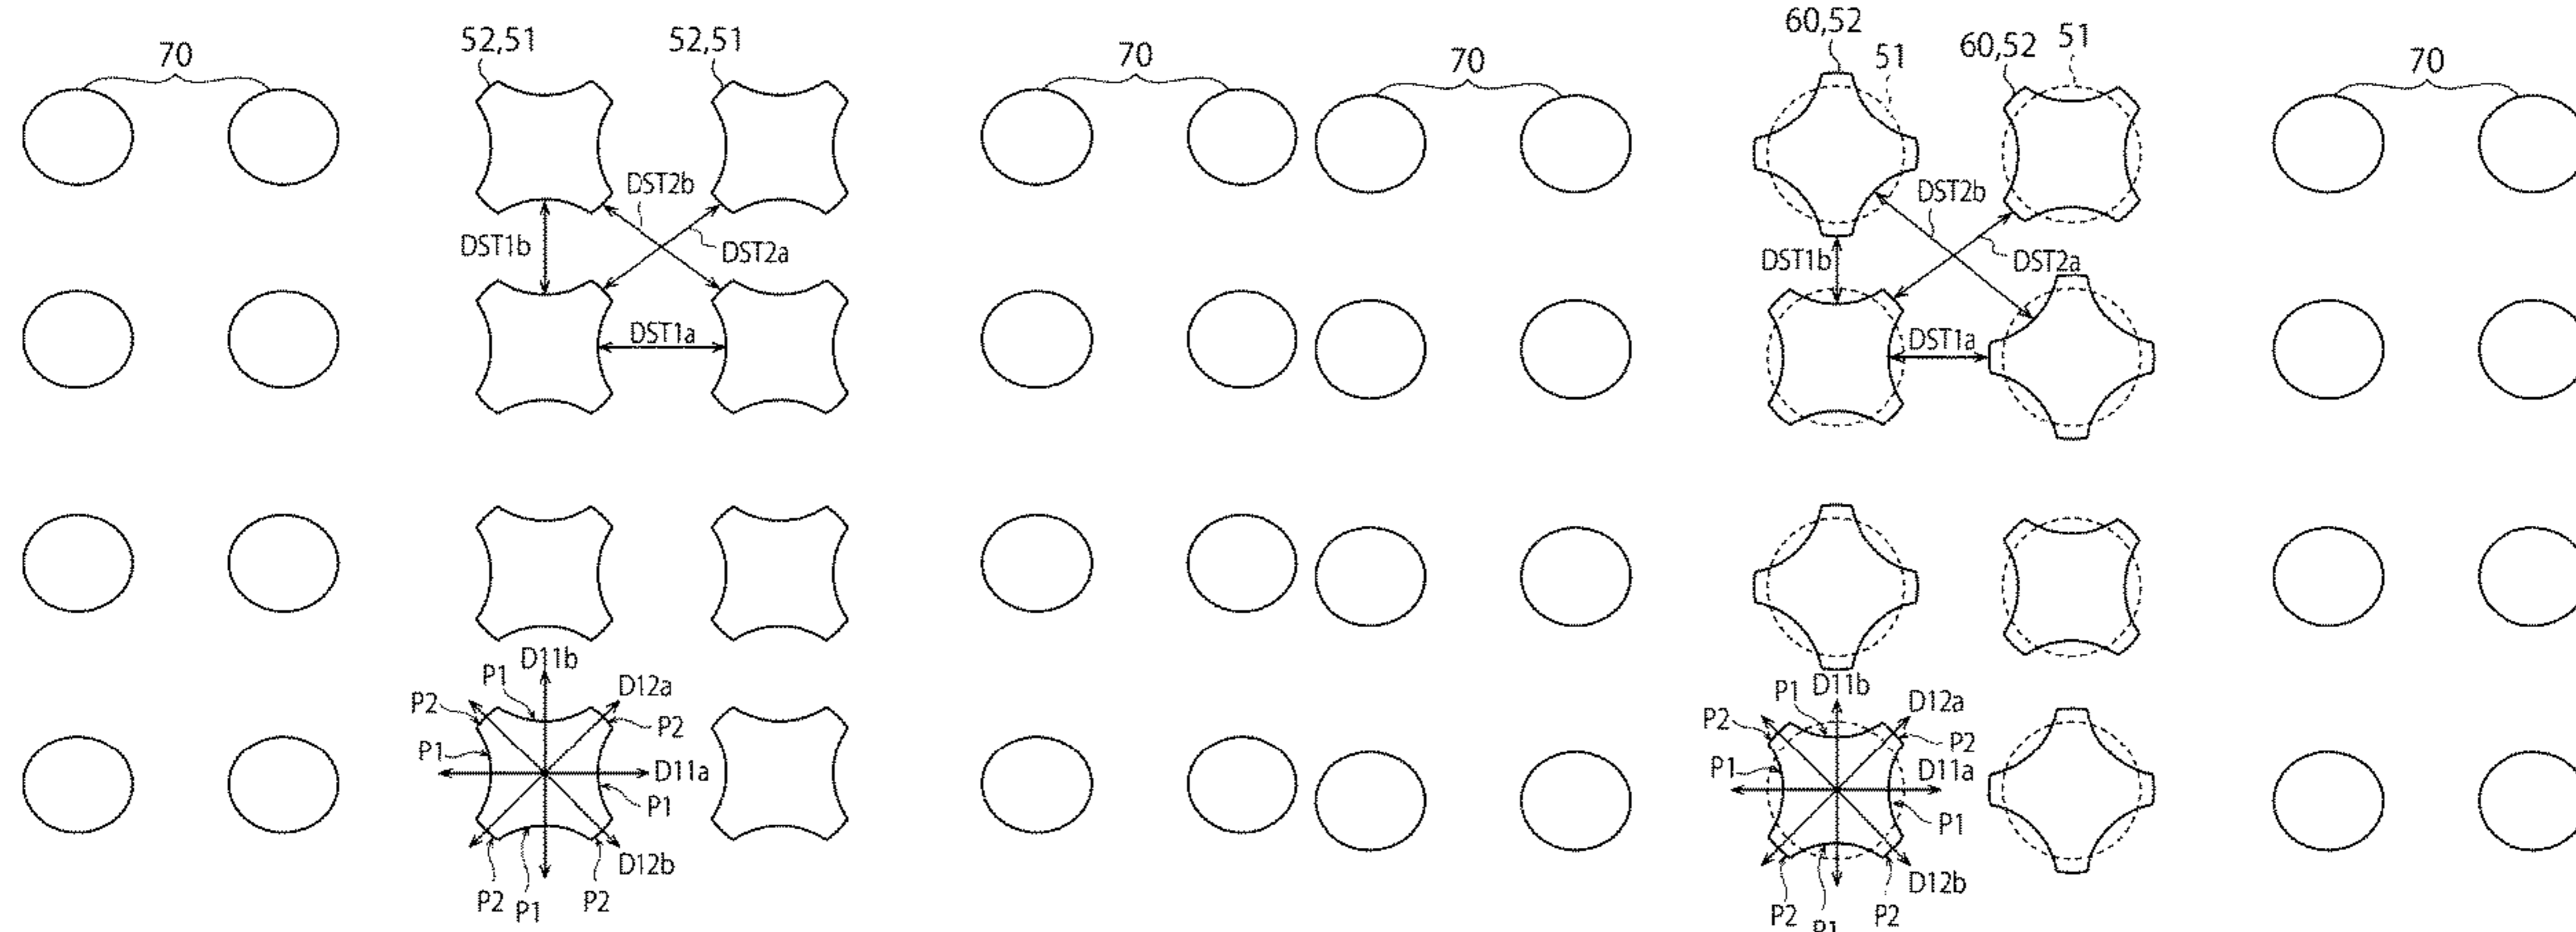 70
52,51
52,51
70
70
60,52
51
60,52
51
70
DST2b
DST1b
DST2a
DST1a
DST2b
DST1b
DST2a
DST1a
D11b
P1
D12a
P2
P2
P1
D11a
P1
D12b
P2
P1
P2
D11b
P1
D12a
P2
P2
P1
D11a
P1
D12b
P2
P1
P2